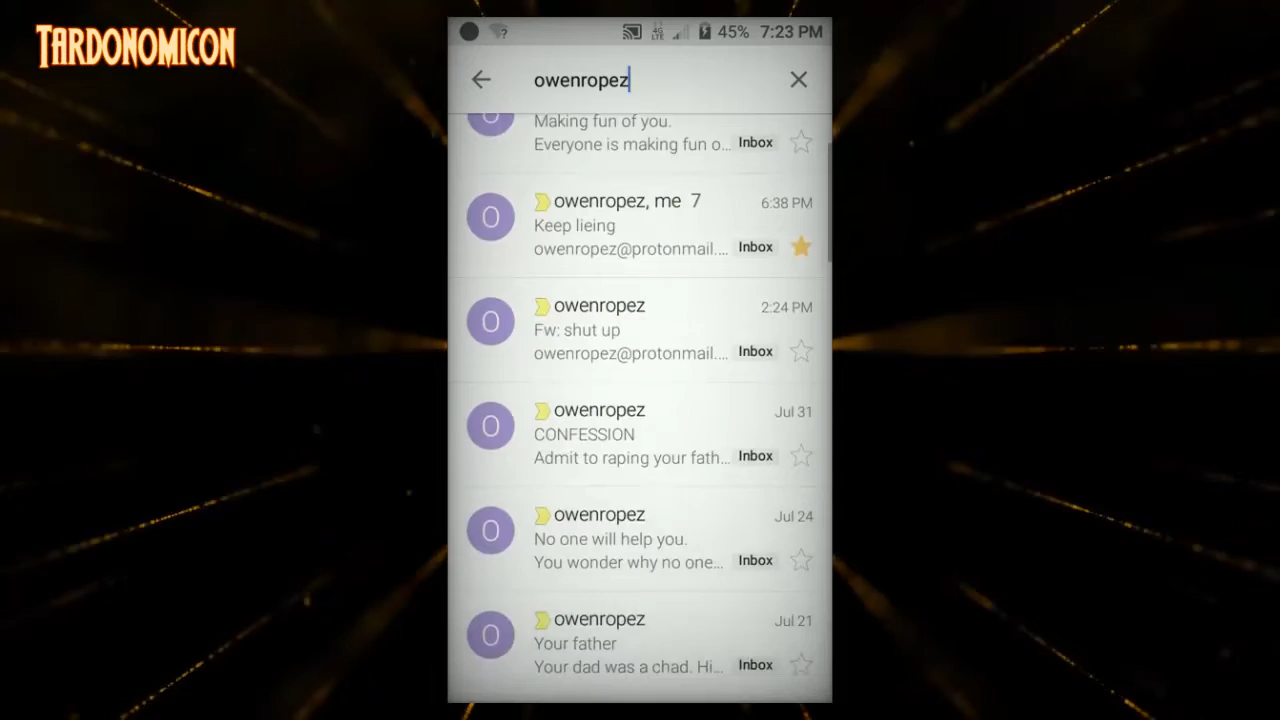 TARDONOMICON
45% 7:23 PM
4G
LTE
owenropez
O
Making fun of you.
Everyone is making fun o... Inbox
O
owenropez, me 7 6:38 PM
Keep lieing
owenropez@protonmail.... Inbox
O
owenropez 2:24 PM
Fw: shut up
owenropez@protonmail.... Inbox
O
owenropez Jul 31
CONFESSION
Admit to raping your fath... Inbox
O
owenropez Jul 24
No one will help you.
You wonder why no one... Inbox
O
owenropez Jul 21
Your father
Your dad was a chad. Hi... Inbox